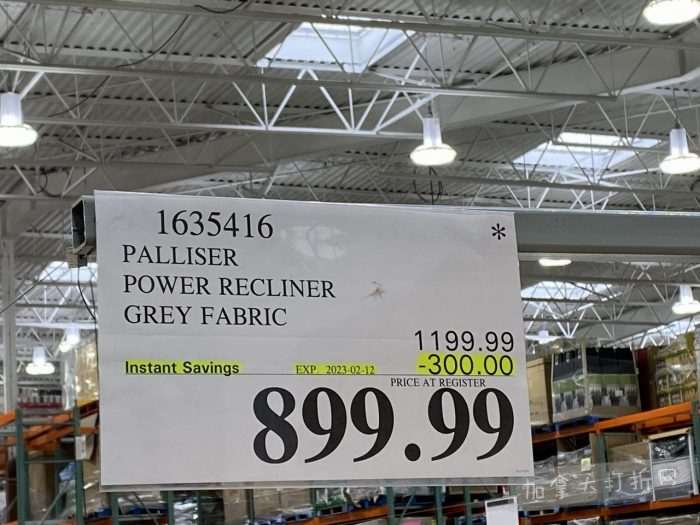 1635416 *
PALLISER
POWER RECLINER
GREY FABRIC
1199.99
Instant Savings EXP. 2023-02-12 -300.00
PRICE AT REGISTER
899.99
加拿大打折网